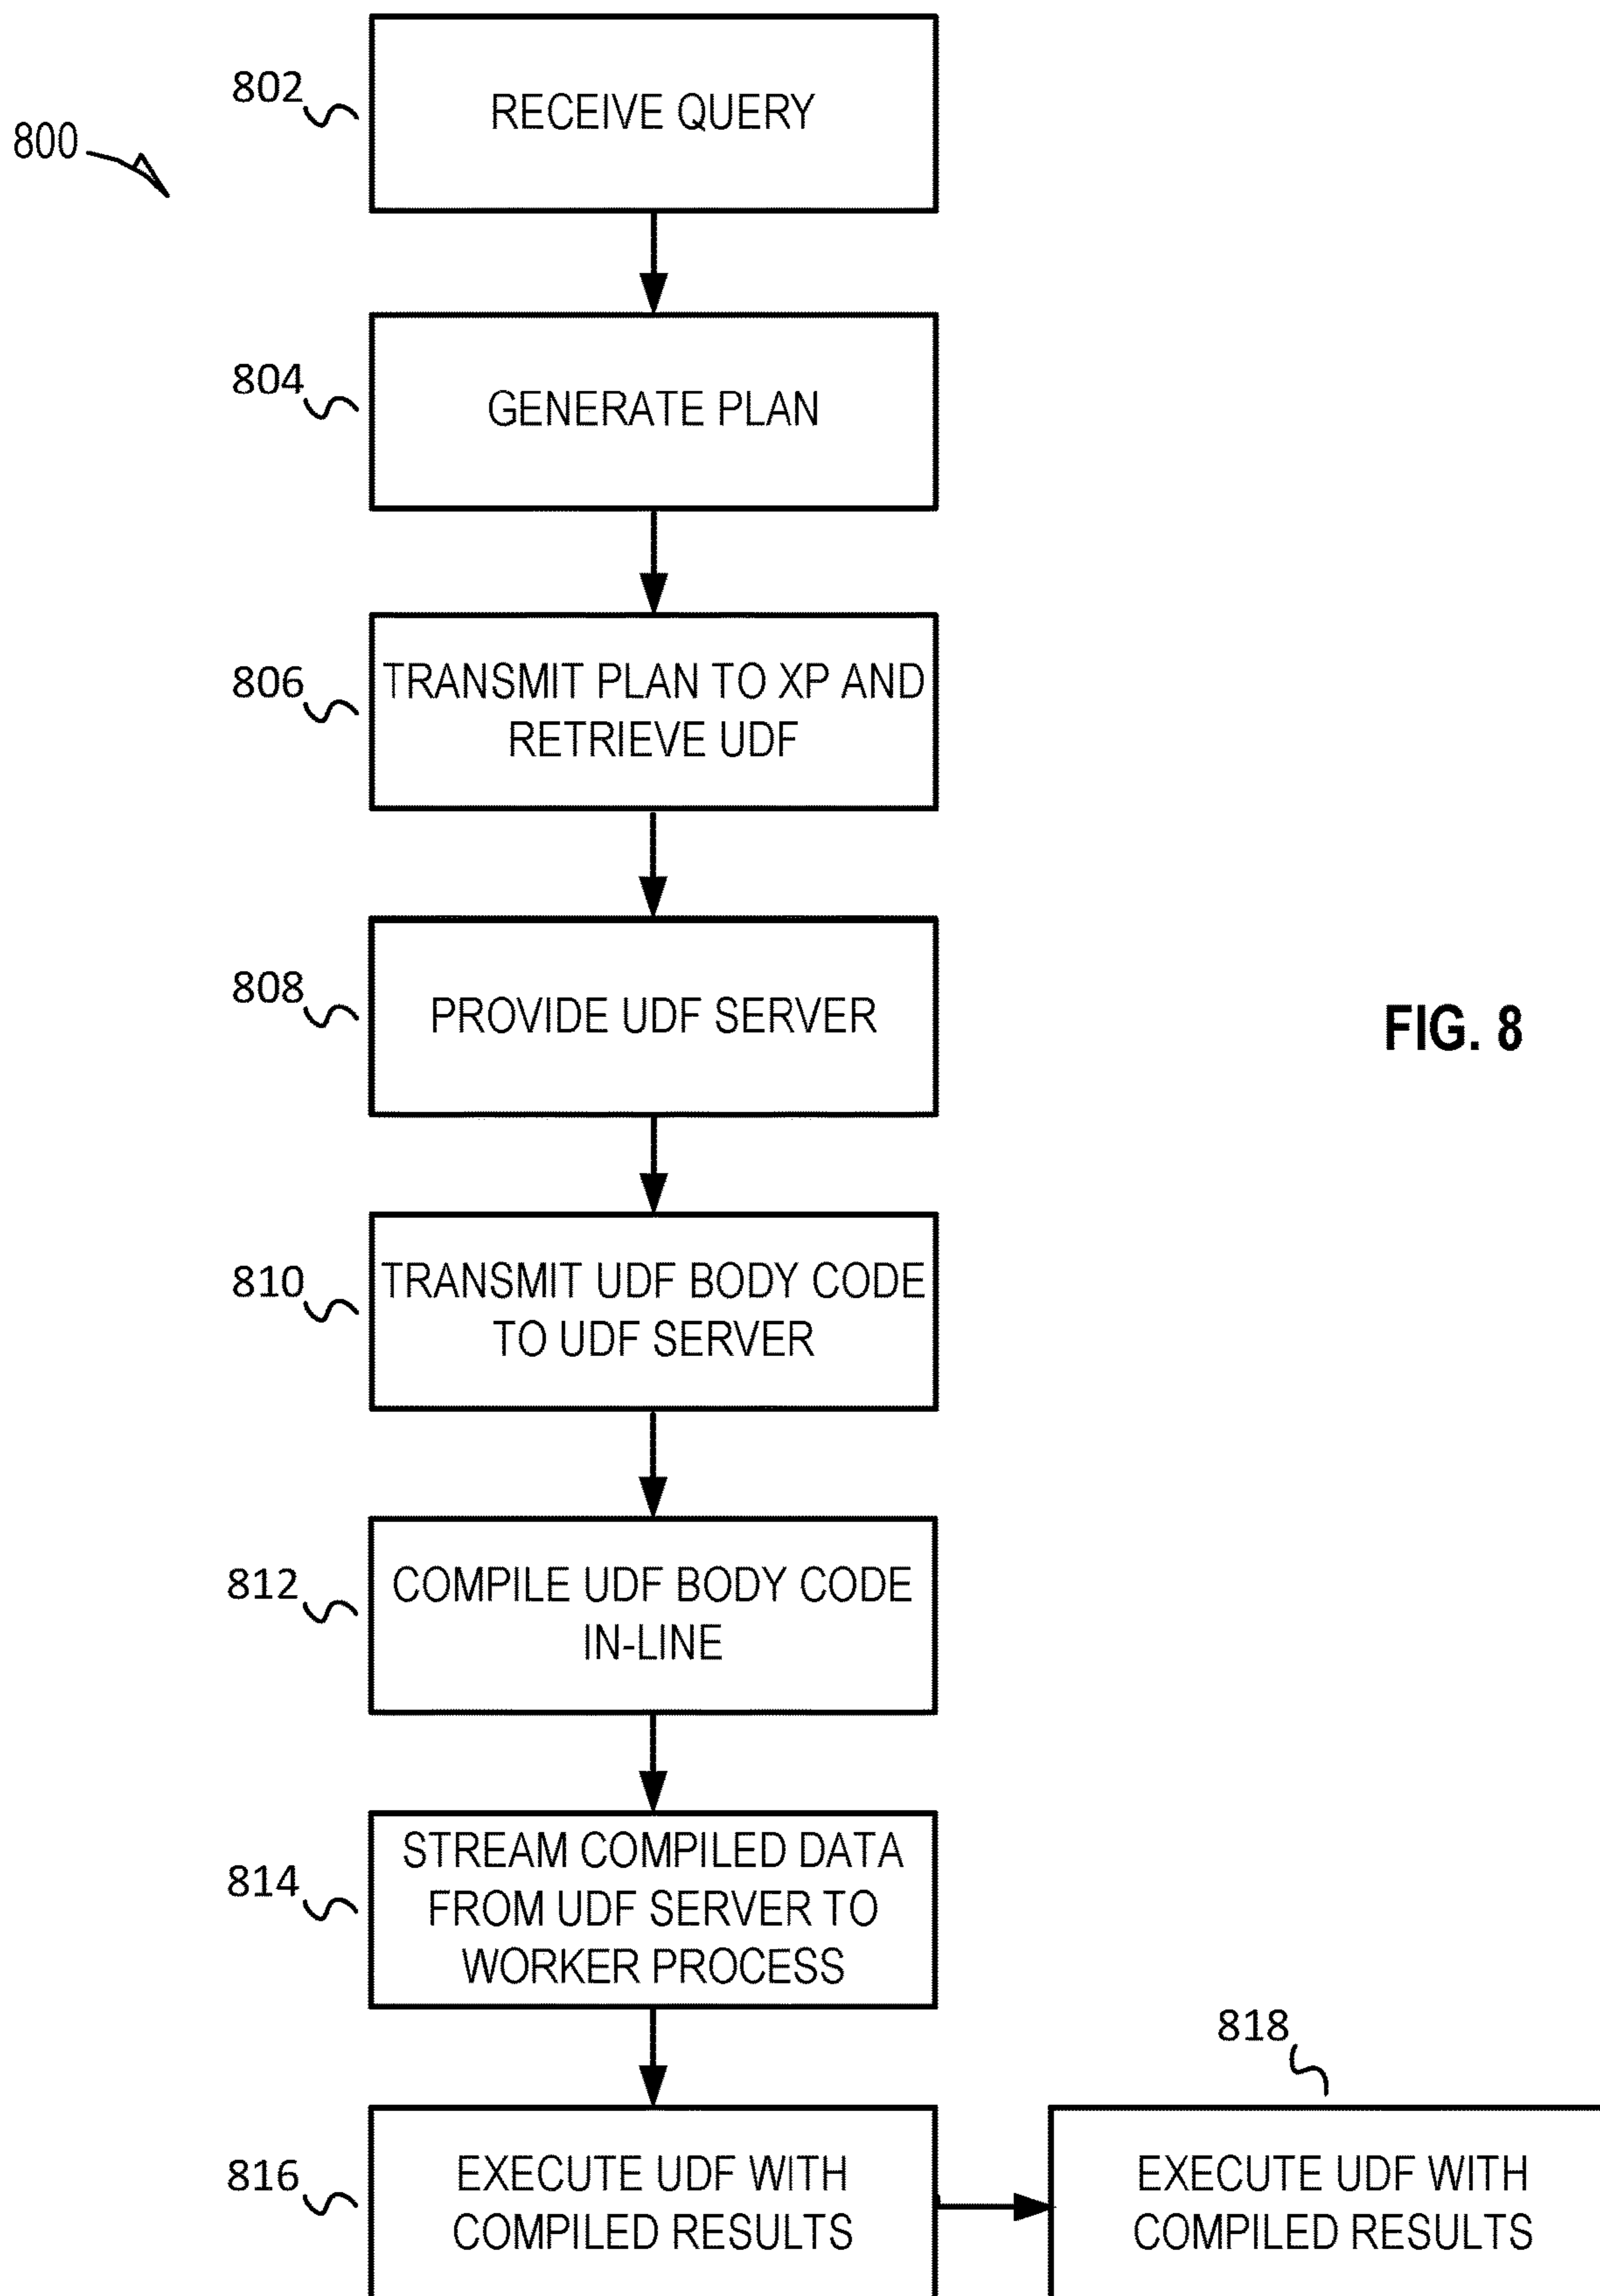 802
RECEIVE QUERY
800
804
GENERATE PLAN
806
TRANSMIT PLAN TO XP AND
RETRIEVE UDF
808
PROVIDE UDF SERVER
FIG. 8
810
TRANSMIT UDF BODY CODE
TO UDF SERVER
812
COMPILE UDF BODY CODE
IN-LINE
814
STREAM COMPILED DATA
FROM UDF SERVER TO
WORKER PROCESS
818
816
EXECUTE UDF WITH
COMPILED RESULTS
EXECUTE UDF WITH
COMPILED RESULTS